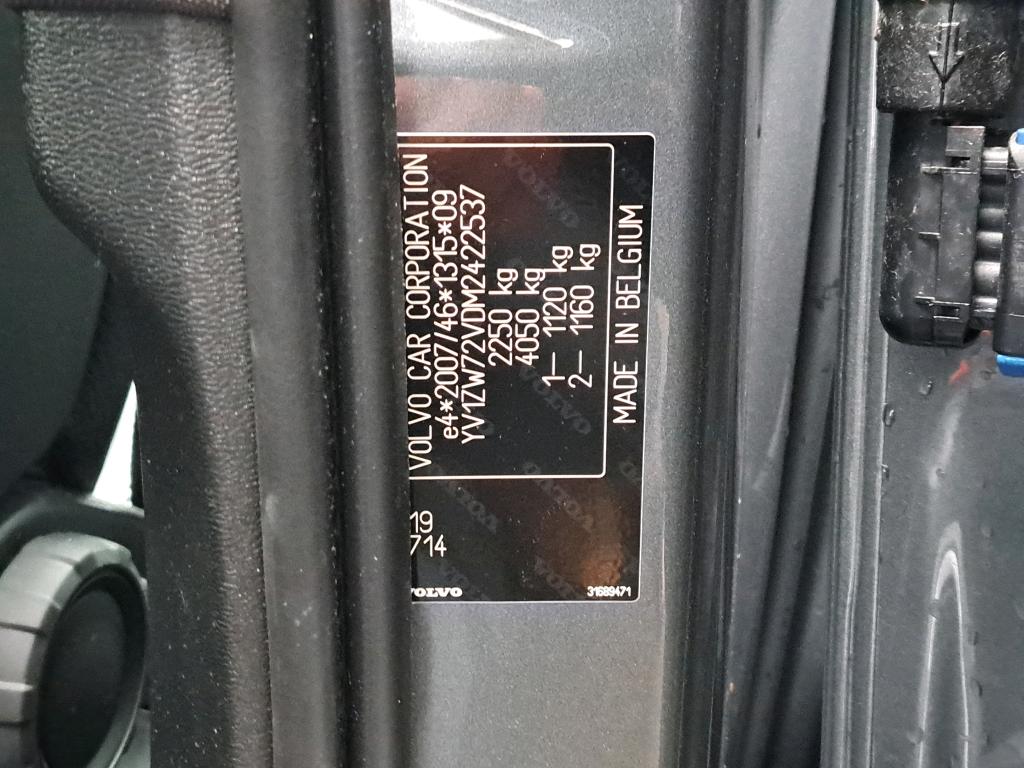 VOLVO CAR CORPORATION
e4*2007/46*1315*09
YV1ZW72VDM2422537
2250 kg
4050 kg
1— 1120 kg
2— 1160 kg
MADE IN BELGIUM
19
714
VOLVO
31689471